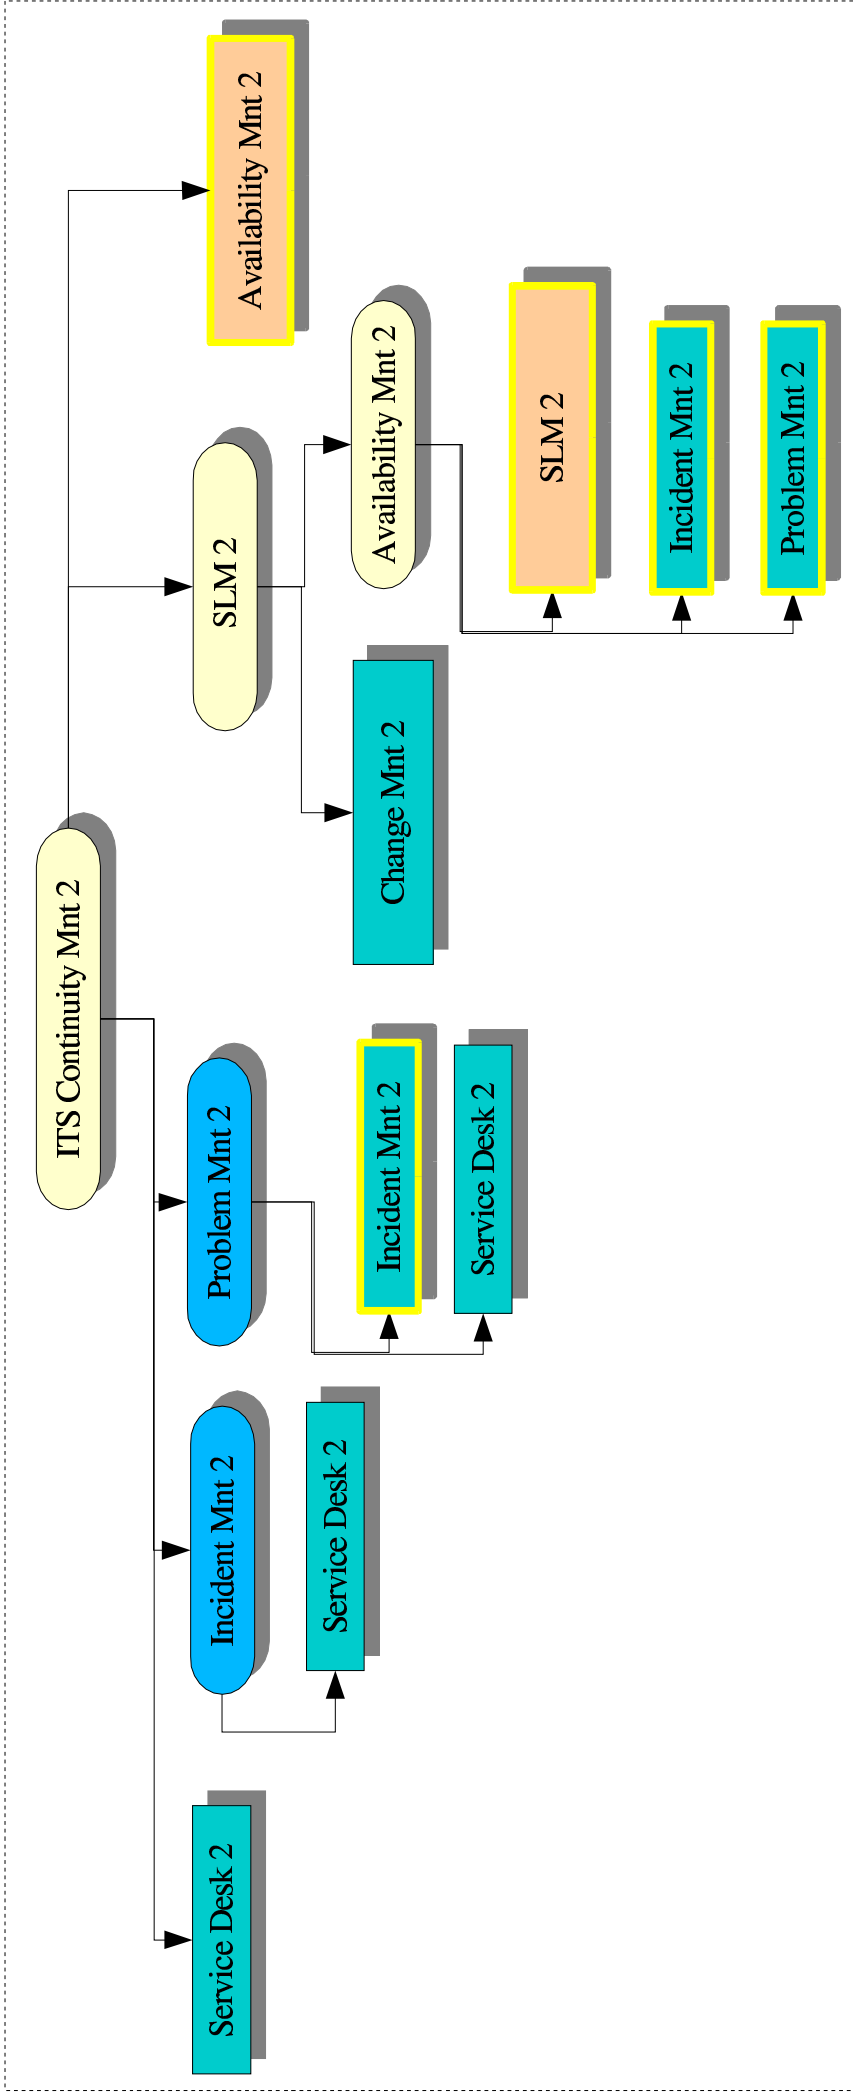 ITS Continuity Mnt 2
Service Desk 2
Incident Mnt 2
Problem Mnt 2
SLM 2
Availability Mnt 2
Service Desk 2
Incident Mnt 2
Service Desk 2
Change Mnt 2
Availability Mnt 2
SLM 2
Incident Mnt 2
Problem Mnt 2